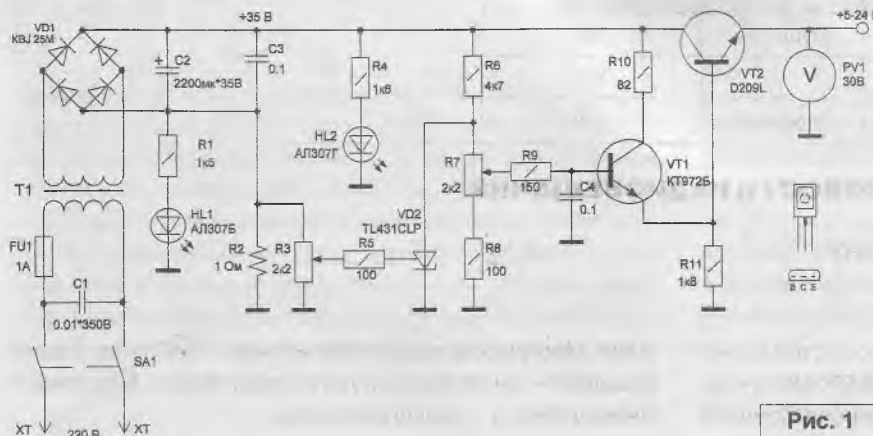 VD1
KBJ 25M
+35 В
C2
+
2200мк*35В
C3
0.1
R1
1к5
HL1
АЛ307Б
T1
FU1
1А
C1
0.01*350В
SA1
XT
220 В
XT
R4
1к6
HL2
АЛ307Г
R2
1 Ом
R3
2к2
R5
100
VD2
TL431CLP
R6
4к7
R7
2к2
R8
100
R9
150
C4
0.1
R10
82
VT1
КТ972Б
R11
1к8
VT2
D209L
+5-24
PV1
30В
V
B C E
Рис. 1